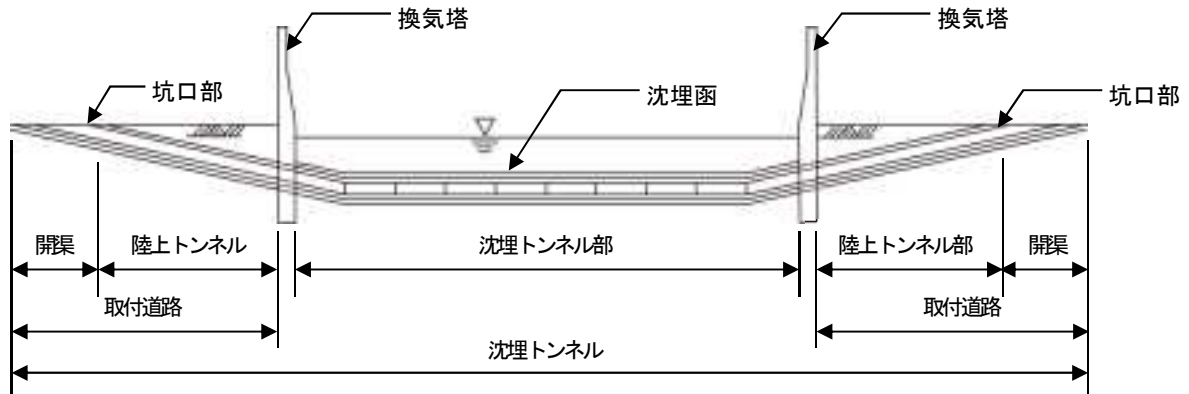 換気塔
換気塔
坑口部
沈埋函
坑口部
開渠
陸上トンネル
沈埋トンネル部
陸上トンネル部
開渠
取付道路
取付道路
沈埋トンネル